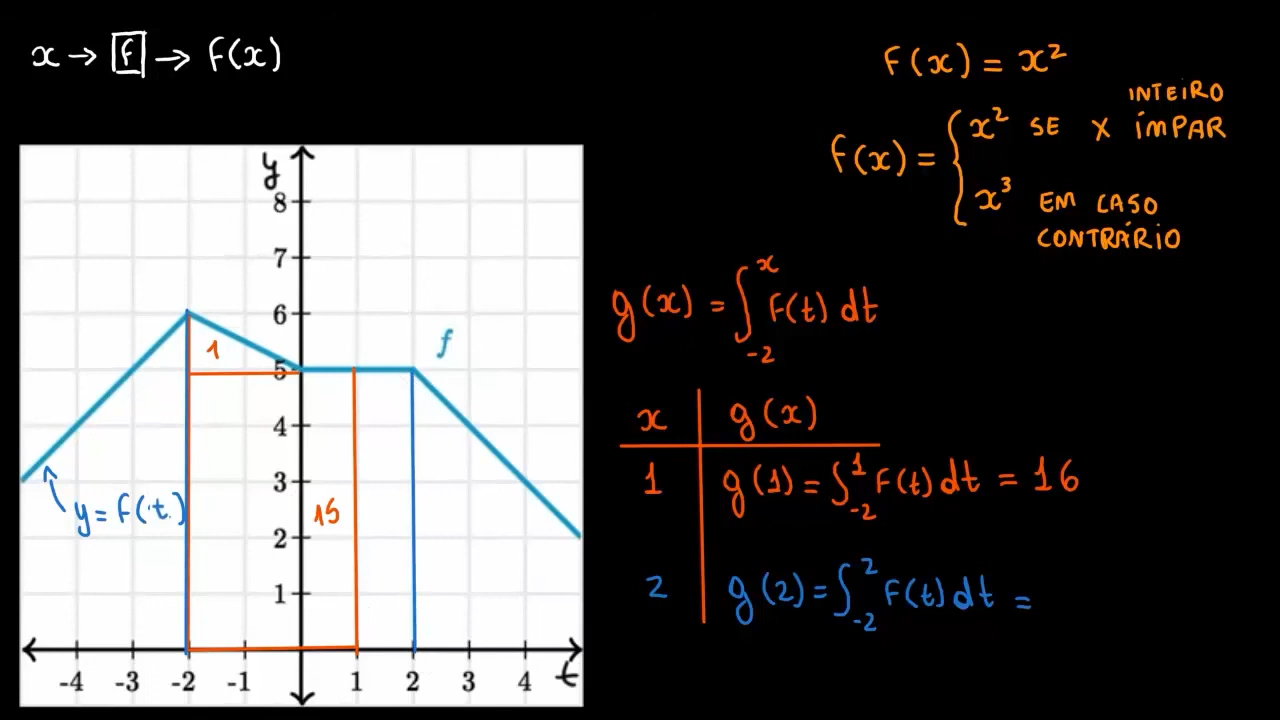 x → f → F(x)
F(x) = x²
INTEIRO
f(x) = { x² SE X ÍMPAR
x³ EM CASO
CONTRÁRIO
y
8
7
6
5
4
3
2
1
-4 -3 -2 -1 1 2 3 4 t
f
1
15
y = F(t)
g(x) = ∫₋₂ˣ F(t) dt
x g(x)
1 g(1) = ∫₋₂¹ F(t) dt = 16
2 g(2) = ∫₋₂² F(t) dt =